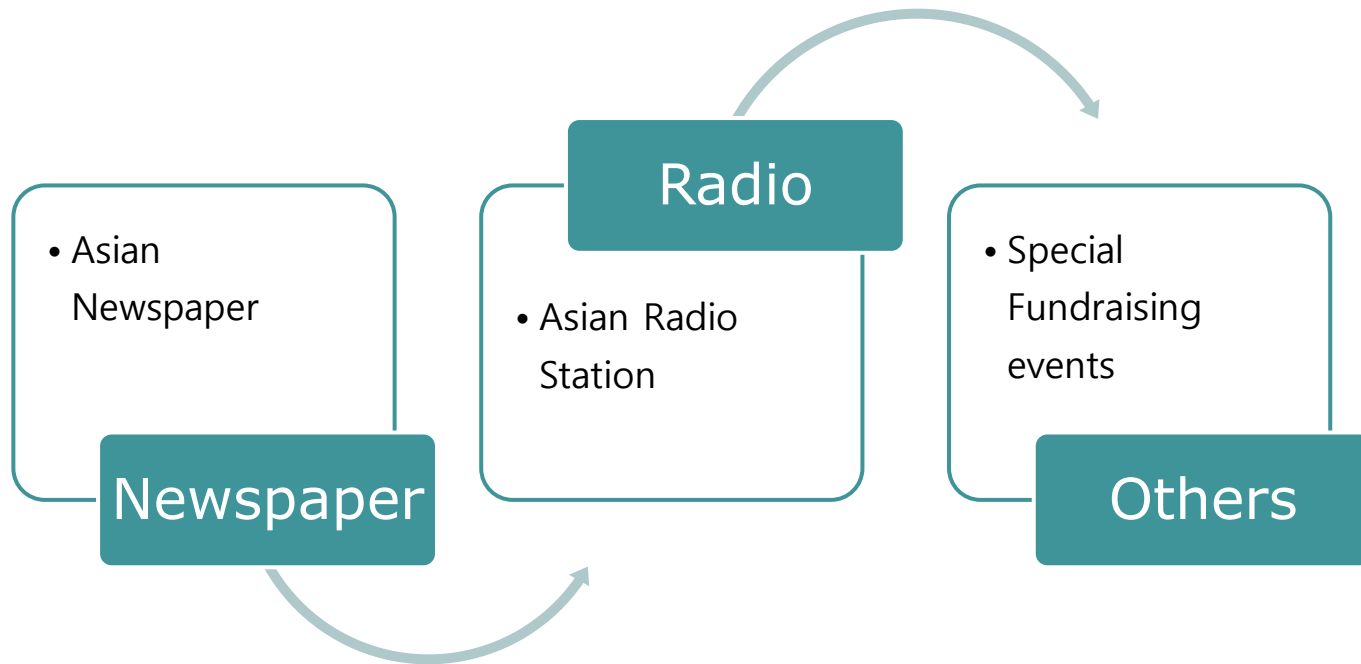 • Asian
Newspaper
Newspaper
Radio
• Asian Radio
Station
• Special
Fundraising
events
Others